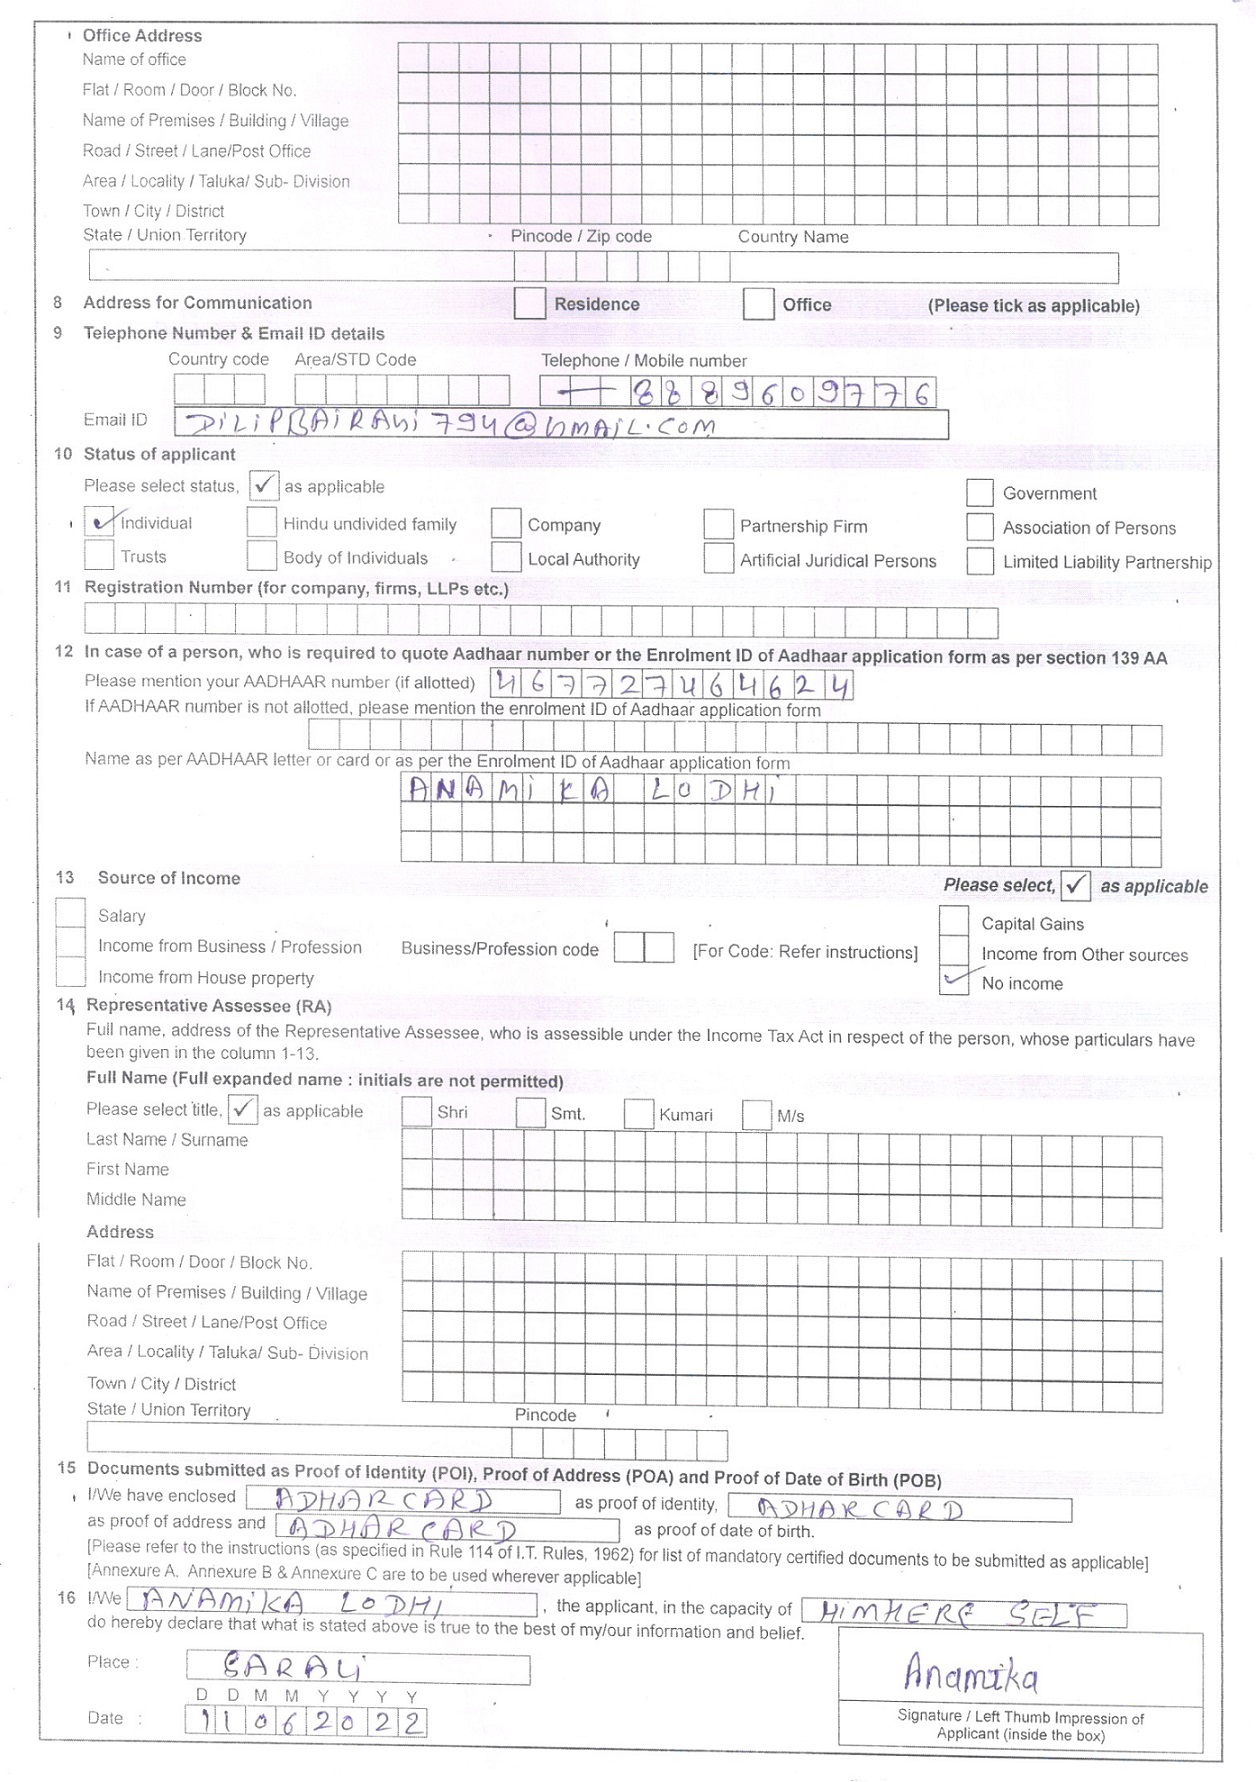 Office Address
Name of office
Flat / Room / Door / Block No.
Name of Premises / Building / Village
Road / Street / Lane/Post Office
Area / Locality / Taluka/ Sub- Division
Town / City / District
State / Union Territory Pincode / Zip code Country Name
8 Address for Communication Residence Office (Please tick as applicable)
9 Telephone Number & Email ID details
Country code Area/STD Code Telephone / Mobile number
8889609776
Email ID DiLiPBAiRAGi794@GMAiL.COM
10 Status of applicant
Please select status, ✓ as applicable Government
✓ Individual Hindu undivided family Company Partnership Firm Association of Persons
Trusts Body of Individuals Local Authority Artificial Juridical Persons Limited Liability Partnership
11 Registration Number (for company, firms, LLPs etc.)
12 In case of a person, who is required to quote Aadhaar number or the Enrolment ID of Aadhaar application form as per section 139 AA
Please mention your AADHAAR number (if allotted) 467727464624
If AADHAAR number is not allotted, please mention the enrolment ID of Aadhaar application form
Name as per AADHAAR letter or card or as per the Enrolment ID of Aadhaar application form
ANAMiKA LODHi
13 Source of Income Please select, ✓ as applicable
Salary Capital Gains
Income from Business / Profession Business/Profession code [For Code: Refer instructions] Income from Other sources
Income from House property ✓ No income
14 Representative Assessee (RA)
Full name, address of the Representative Assessee, who is assessible under the Income Tax Act in respect of the person, whose particulars have
been given in the column 1-13.
Full Name (Full expanded name : initials are not permitted)
Please select title, ✓ as applicable Shri Smt. Kumari M/s
Last Name / Surname
First Name
Middle Name
Address
Flat / Room / Door / Block No.
Name of Premises / Building / Village
Road / Street / Lane/Post Office
Area / Locality / Taluka/ Sub- Division
Town / City / District
State / Union Territory Pincode
15 Documents submitted as Proof of Identity (POI), Proof of Address (POA) and Proof of Date of Birth (POB)
I/We have enclosed ADHAR CARD as proof of identity, ADHAR CARD
as proof of address and ADHAR CARD as proof of date of birth.
[Please refer to the instructions (as specified in Rule 114 of I.T. Rules, 1962) for list of mandatory certified documents to be submitted as applicable]
[Annexure A, Annexure B & Annexure C are to be used wherever applicable]
16 I/We ANAMiKA LODHi , the applicant, in the capacity of HiMHERE SELF
do hereby declare that what is stated above is true to the best of my/our information and belief.
Place :
Anamika
D D M M Y Y Y Y
Date : 11062022
Signature / Left Thumb Impression of
Applicant (inside the box)